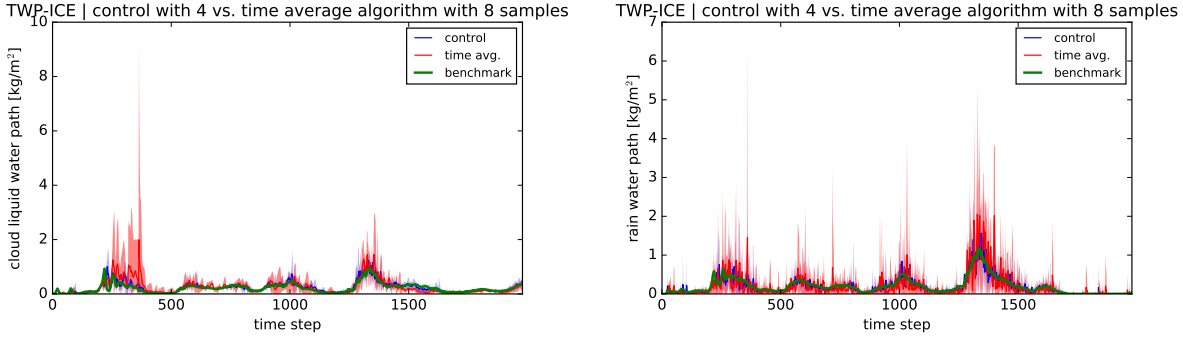 TWP-ICE | control with 4 vs. time average algorithm with 8 samples
10
8
6
4
2
0
cloud liquid water path [kg/m²]
control
time avg.
benchmark
0
500
1000
1500
time step
TWP-ICE | control with 4 vs. time average algorithm with 8 samples
7
6
5
4
3
2
1
0
rain water path [kg/m²]
control
time avg.
benchmark
0
500
1000
1500
time step